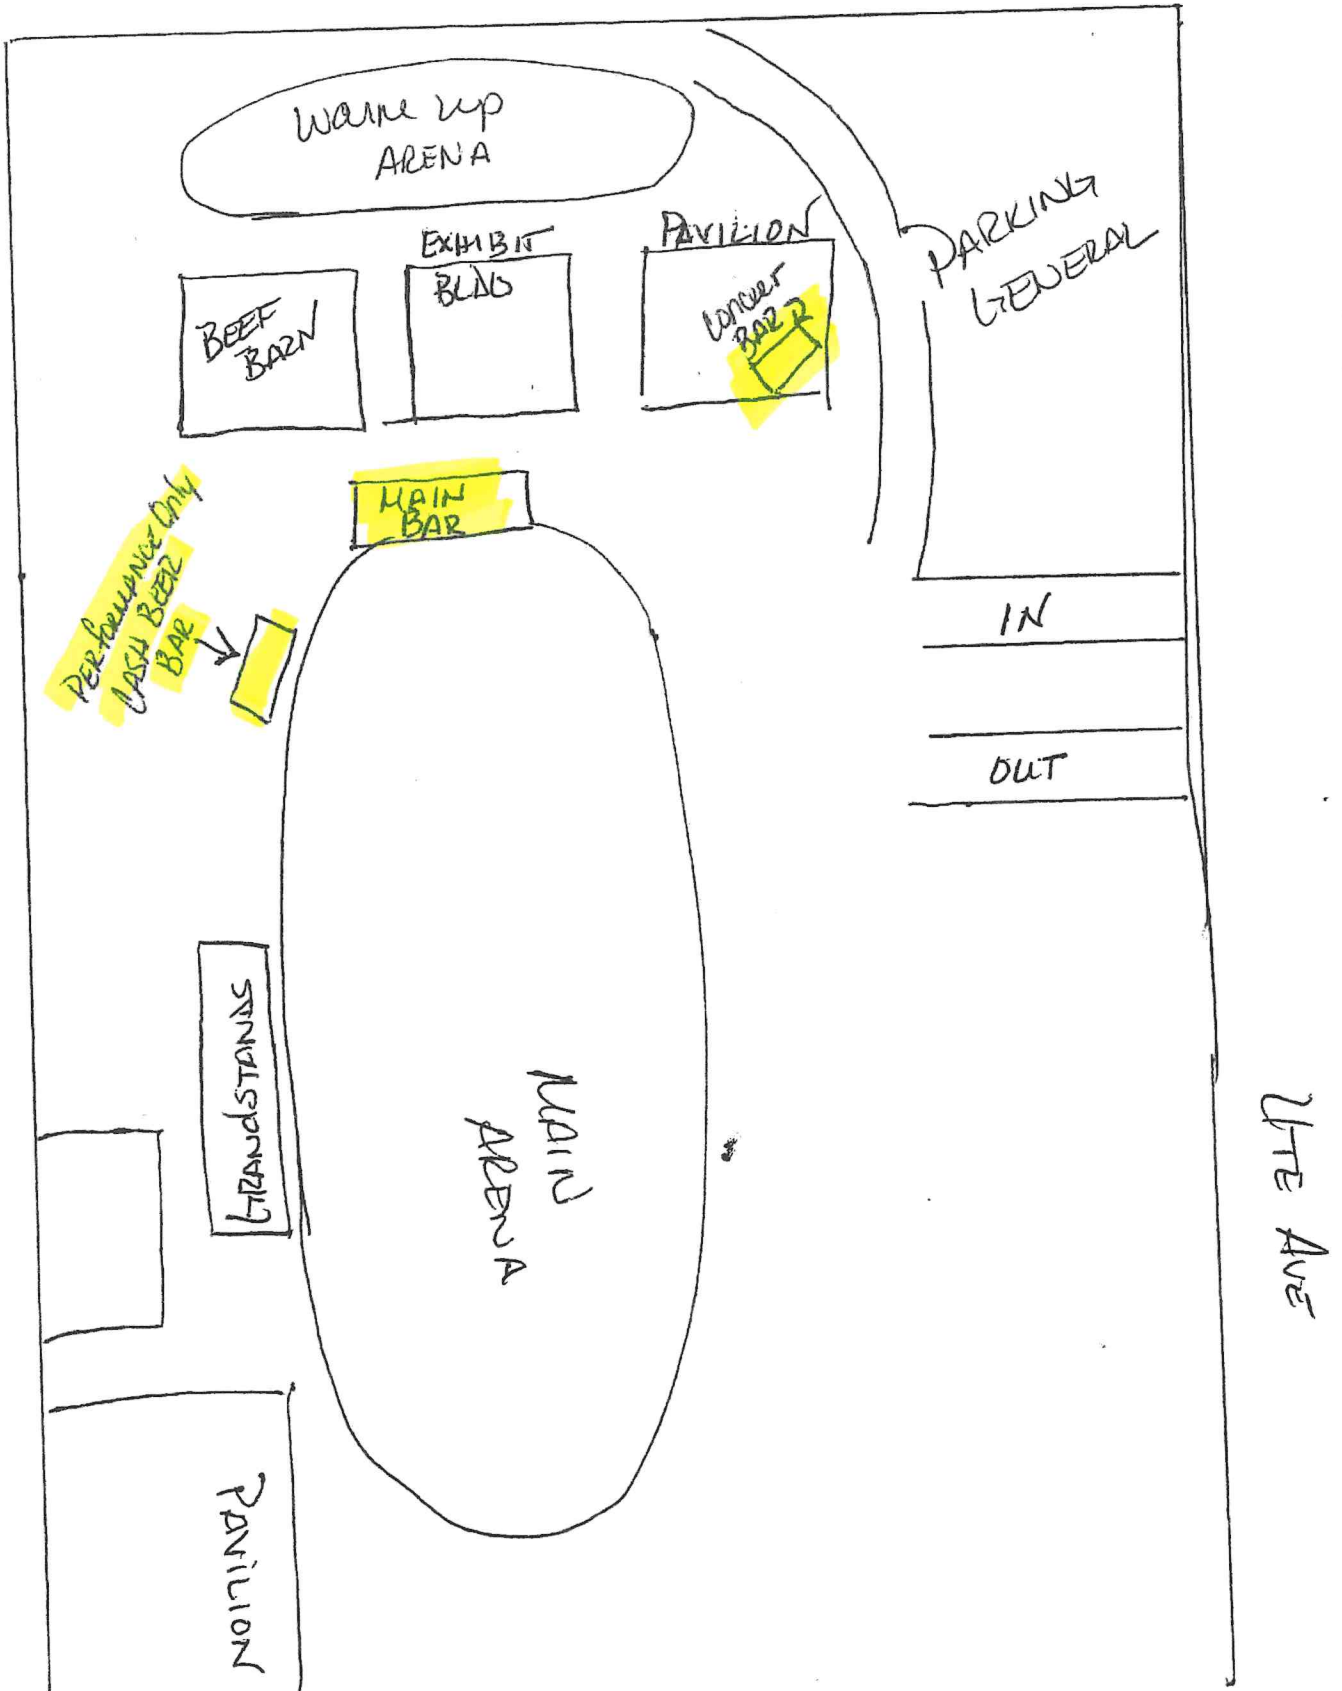 Warm up
ARENA
EXHIBIT
BLDG
PAVILION
Concert
BAR
BEEF
BARN
PARKING
GENERAL
MAIN
BAR
PERformANCE Only
CASH BEER
BAR
IN
OUT
GRANdSTANDS
MAIN
ARENA
UTE AVE
PAVILION